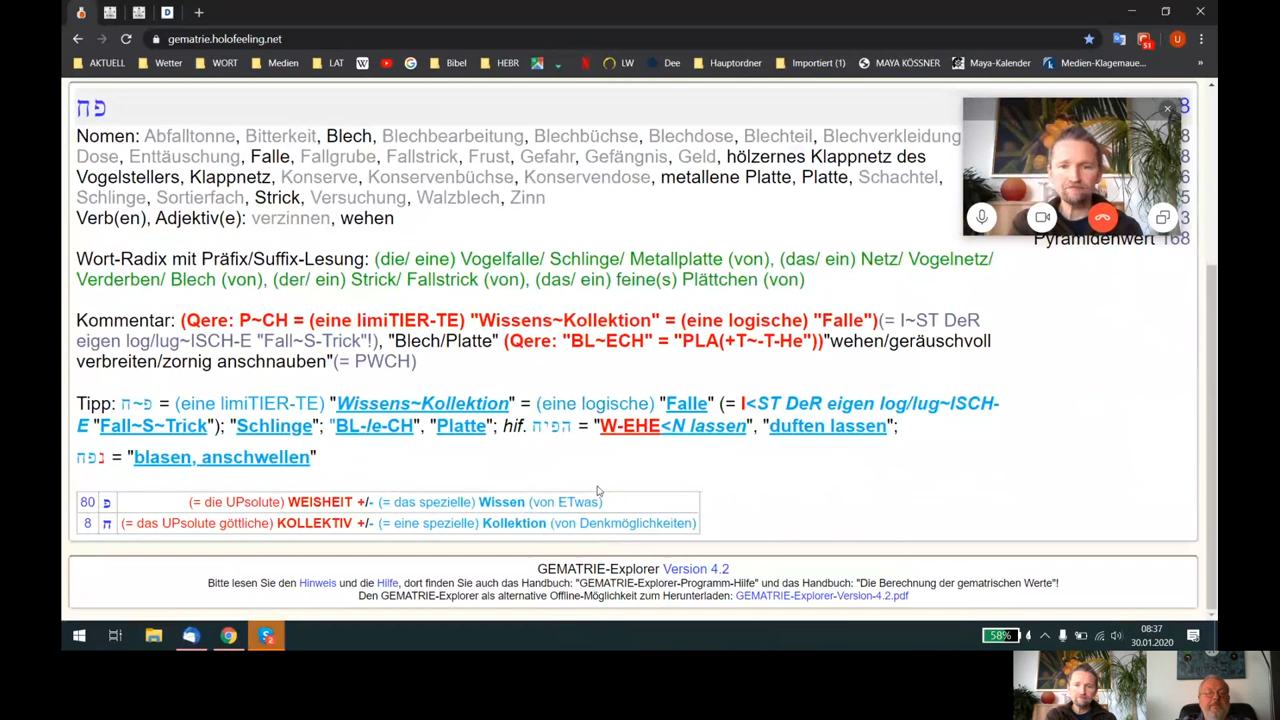 gematrie.holofeeling.net
AKTUELL Wetter WORT Medien LAT Bibel HEBR LW Dee Hauptordner Importiert (1) MAYA KÖSSNER Maya-Kalender Medien-Klagemaue...
פח
Nomen: Abfalltonne, Bitterkeit, Blech, Blechbearbeitung, Blechbüchse, Blechdose, Blechteil, Blechverkleidung
Dose, Enttäuschung, Falle, Fallgrube, Fallstrick, Frust, Gefahr, Gefängnis, Geld, hölzernes Klappnetz des
Vogelstellers, Klappnetz, Konserve, Konservenbüchse, Konservendose, metallene Platte, Platte, Schachtel,
Schlinge, Sortierfach, Strick, Versuchung, Walzblech, Zinn
Verb(en), Adjektiv(e): verzinnen, wehen
Pyramidenwert 168
Wort-Radix mit Präfix/Suffix-Lesung: (die/ eine) Vogelfalle/ Schlinge/ Metallplatte (von), (das/ ein) Netz/ Vogelnetz/
Verderben/ Blech (von), (der/ ein) Strick/ Fallstrick (von), (das/ ein) feine(s) Plättchen (von)
Kommentar: (Qere: P~CH = (eine limiTIER-TE) "Wissens~Kollektion" = (eine logische) "Falle")(= I~ST DeR
eigen log/lug~ISCH-E "Fall~S-Trick"!), "Blech/Platte" (Qere: "BL~ECH" = "PLA(+T~-T-He"))"wehen/geräuschvoll
verbreiten/zornig anschnauben"(= PWCH)
Tipp: פ~ח = (eine limiTIER-TE) "Wissens~Kollektion" = (eine logische) "Falle" (= I<ST DeR eigen log/lug~ISCH-
E "Fall~S~Trick"); "Schlinge"; "BL-le-CH", "Platte"; hif. הפיח = "W-EHE<N lassen", "duften lassen";
נפח = "blasen, anschwellen"
80 פ (= die UPsolute) WEISHEIT +/- (= das spezielle) Wissen (von ETwas)
8 ח (= das UPsolute göttliche) KOLLEKTIV +/- (= eine spezielle) Kollektion (von Denkmöglichkeiten)
GEMATRIE-Explorer Version 4.2
Bitte lesen Sie den Hinweis und die Hilfe, dort finden Sie auch das Handbuch: "GEMATRIE-Explorer-Programm-Hilfe" und das Handbuch: "Die Berechnung der gematrischen Werte"!
Den GEMATRIE-Explorer als alternative Offline-Möglichkeit zum Herunterladen: GEMATRIE-Explorer-Version-4.2.pdf
58%
08:37
30.01.2020